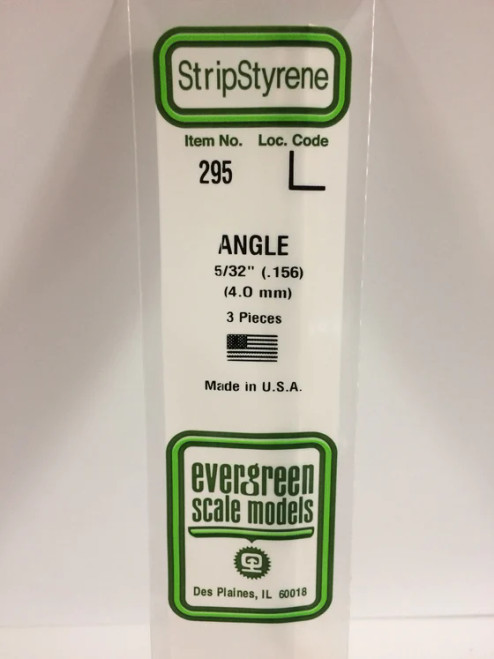 StripStyrene
Item No. Loc. Code
295 L
ANGLE
5/32" (.156)
(4.0 mm)
3 Pieces
Made in U.S.A.
evergreen
scale models
Des Plaines, IL 60018